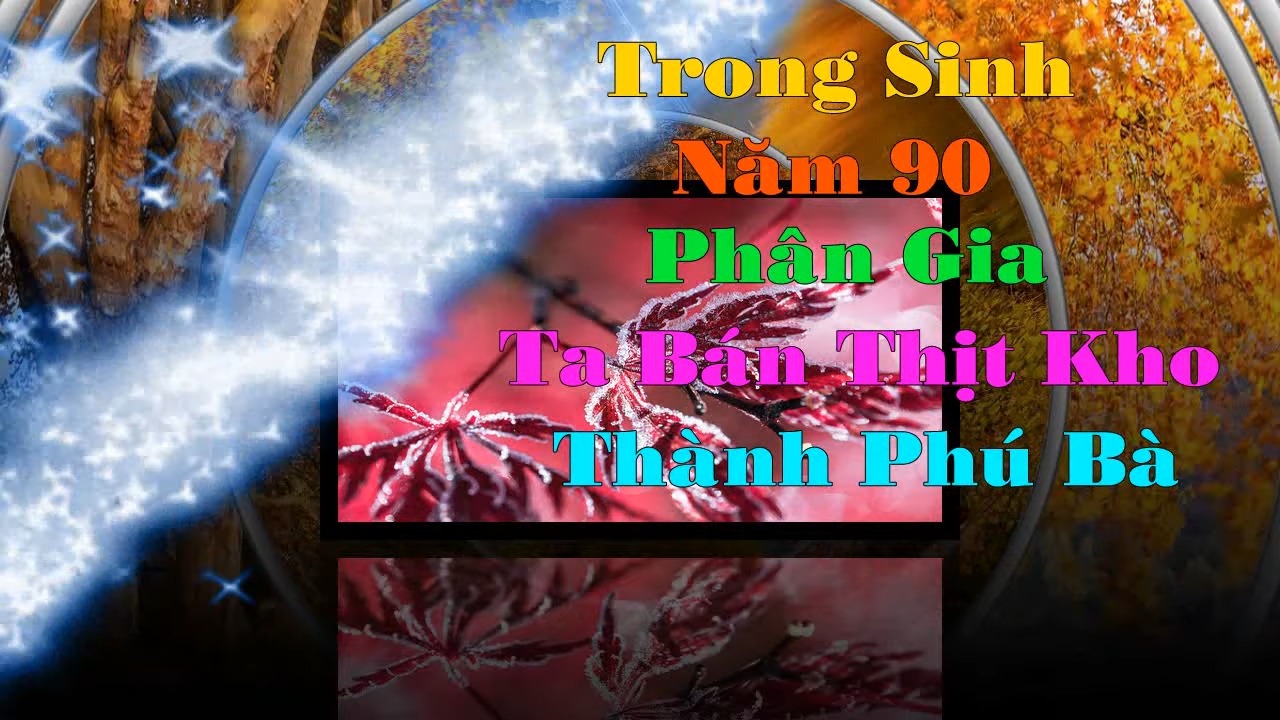 Trong Sinh
Năm 90
Phân Gia
Ta Bán Thịt Kho
Thành Phú Bà